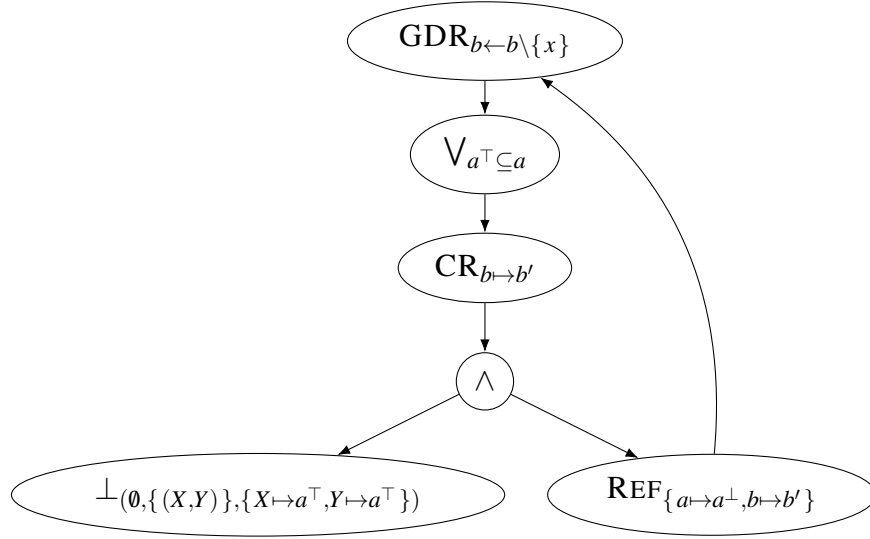 GDR_{b←b\{x}}
⋁_{a^⊤⊆a}
CR_{b↦b′}
∧
⊥_{(∅,{(X,Y)},{X↦a^⊤,Y↦a^⊤})}
REF_{{a↦a^⊥,b↦b′}}